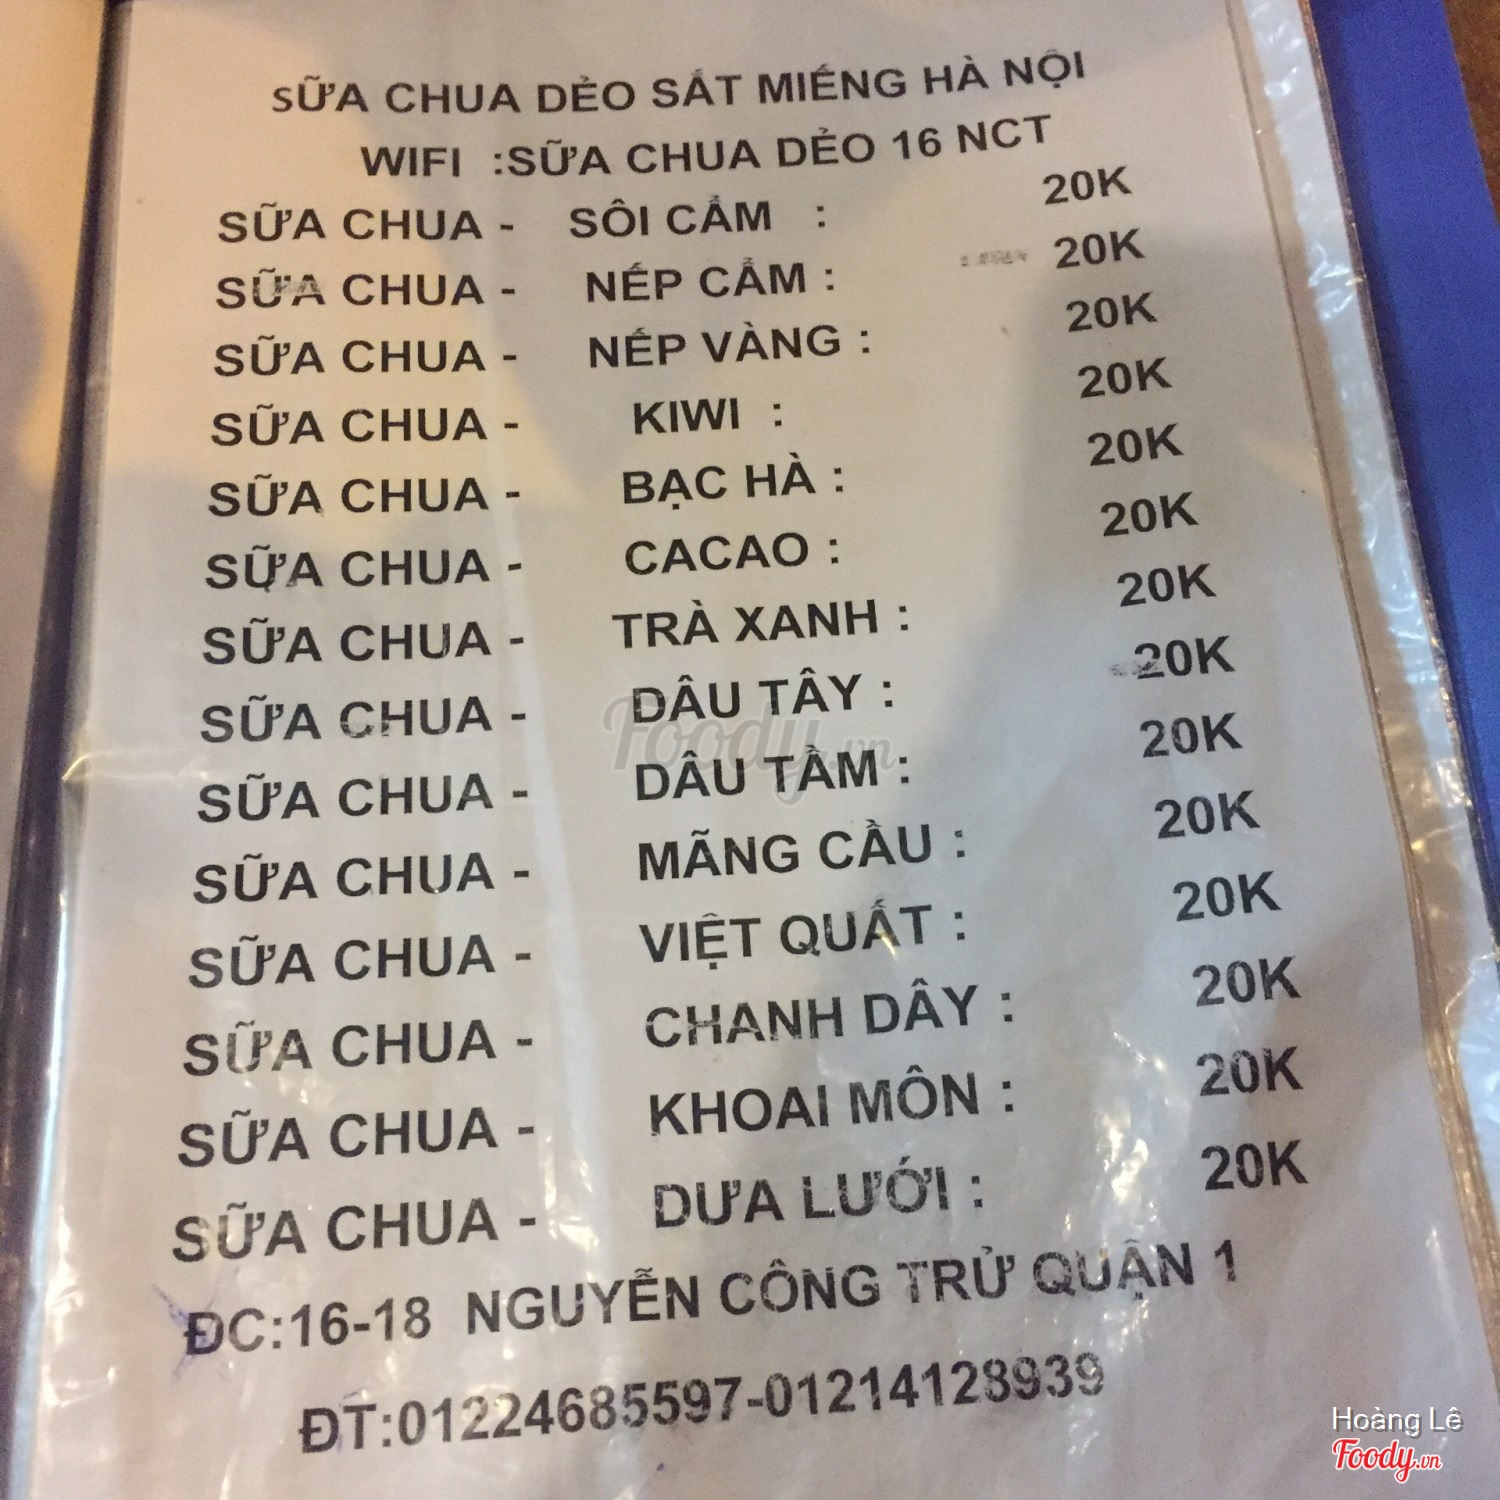 SỮA CHUA DẺO SẮT MIẾNG HÀ NỘI
WIFI :SỮA CHUA DẺO 16 NCT
SỮA CHUA - SÔI CẨM : 20K
SỮA CHUA - NẾP CẨM : 20K
SỮA CHUA - NẾP VÀNG : 20K
SỮA CHUA - KIWI : 20K
SỮA CHUA - BẠC HÀ : 20K
SỮA CHUA - CACAO : 20K
SỮA CHUA - TRÀ XANH : 20K
SỮA CHUA - DÂU TÂY : 20K
SỮA CHUA - DÂU TẦM : 20K
SỮA CHUA - MÃNG CẦU : 20K
SỮA CHUA - VIỆT QUẤT : 20K
SỮA CHUA - CHANH DÂY : 20K
SỮA CHUA - KHOAI MÔN : 20K
SỮA CHUA - DƯA LƯỚI : 20K
ĐC:16-18 NGUYỄN CÔNG TRỨ QUẬN 1
ĐT:01224685597-01214128939
Foody.vn
Hoàng Lê
Foody.vn